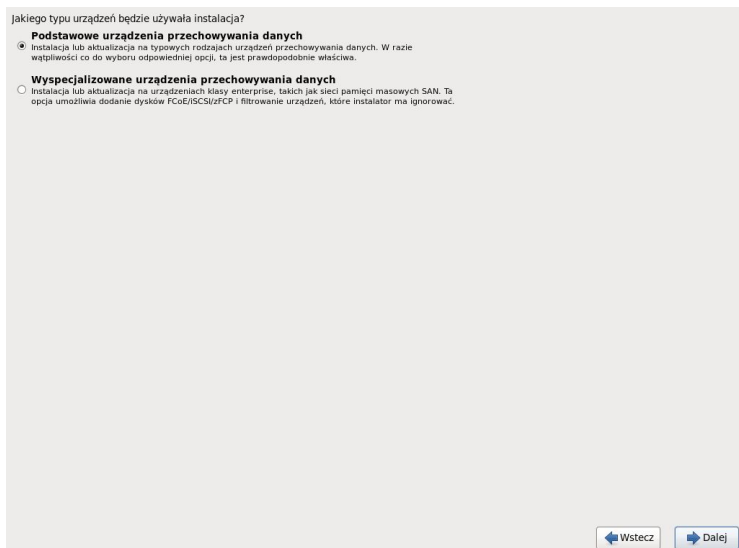 Jakiego typu urządzeń będzie używała instalacja?
Podstawowe urządzenia przechowywania danych
Instalacja lub aktualizacja na typowych rodzajach urządzeń przechowywania danych. W razie
wątpliwości co do wyboru odpowiedniej opcji, ta jest prawdopodobnie właściwa.
Wyspecjalizowane urządzenia przechowywania danych
Instalacja lub aktualizacja na urządzeniach klasy enterprise, takich jak sieci pamięci masowych SAN. Ta
opcja umożliwia dodanie dysków FCoE/iSCSI/zFCP i filtrowanie urządzeń, które instalator ma ignorować.
Wstecz
Dalej